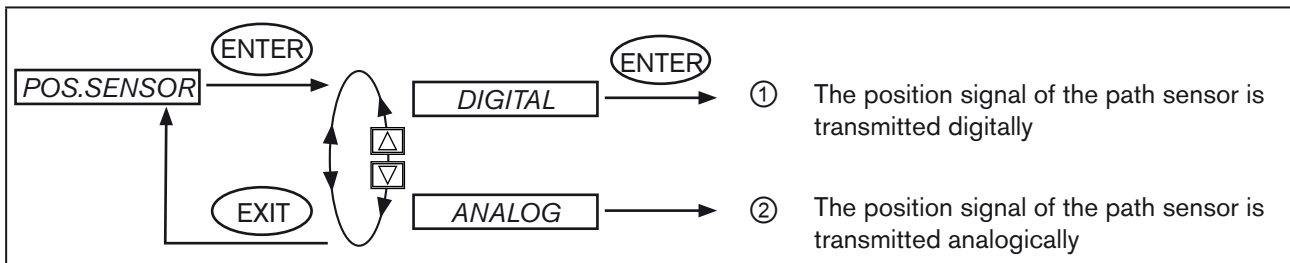 ENTER
POS.SENSOR
EXIT
DIGITAL
ENTER
① The position signal of the path sensor is
transmitted digitally
ANALOG
② The position signal of the path sensor is
transmitted analogically